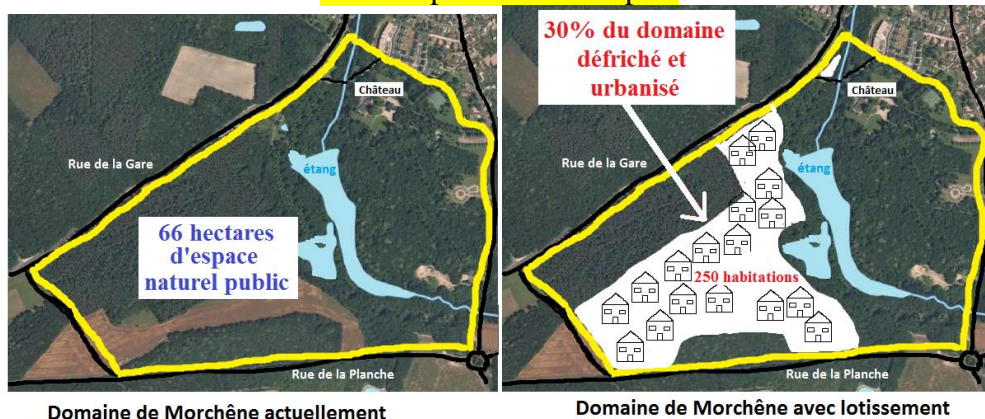 Château
Rue de la Gare
étang
66 hectares
d'espace
naturel public
Rue de la Planche
Domaine de Morchêne actuellement
30% du domaine
défriché et
urbanisé
Château
Rue de la Gare
étang
250 habitations
Rue de la Planche
Domaine de Morchêne avec lotissement